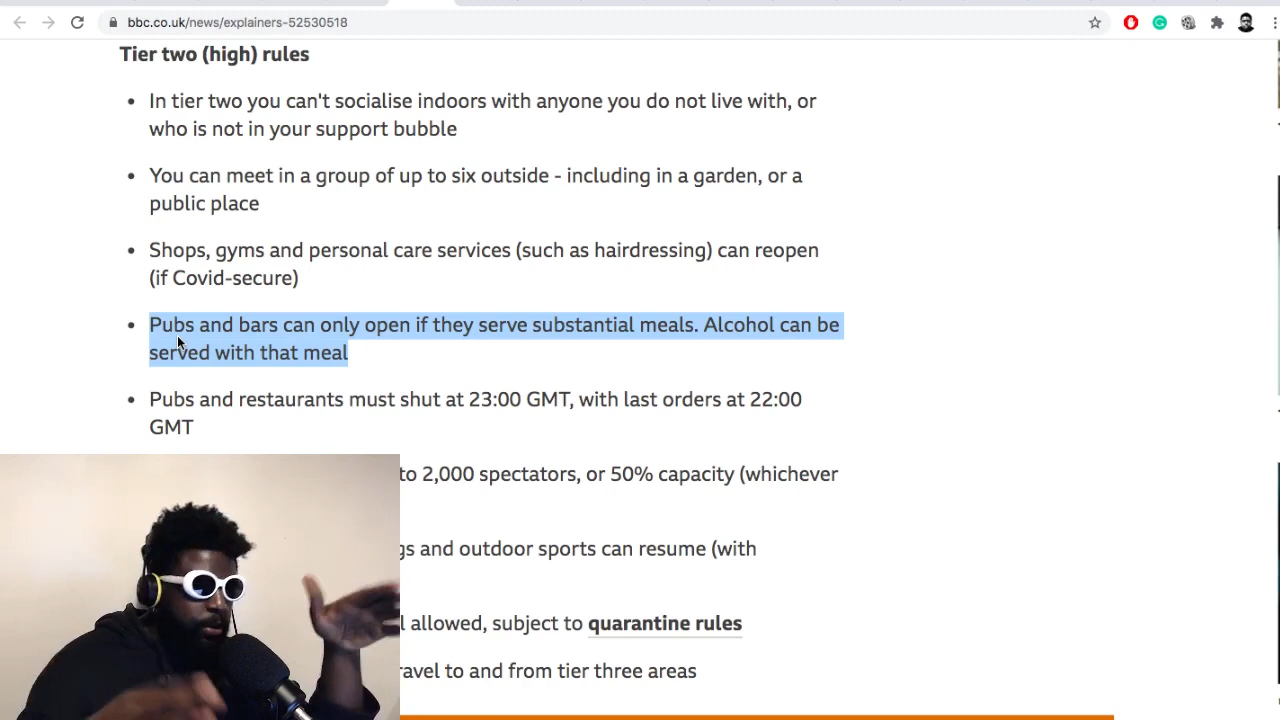 bbc.co.uk/news/explainers-52530518
Tier two (high) rules
In tier two you can't socialise indoors with anyone you do not live with, or
who is not in your support bubble
You can meet in a group of up to six outside - including in a garden, or a
public place
Shops, gyms and personal care services (such as hairdressing) can reopen
(if Covid-secure)
Pubs and bars can only open if they serve substantial meals. Alcohol can be
served with that meal
Pubs and restaurants must shut at 23:00 GMT, with last orders at 22:00
GMT
to 2,000 spectators, or 50% capacity (whichever
gs and outdoor sports can resume (with
l allowed, subject to quarantine rules
ravel to and from tier three areas